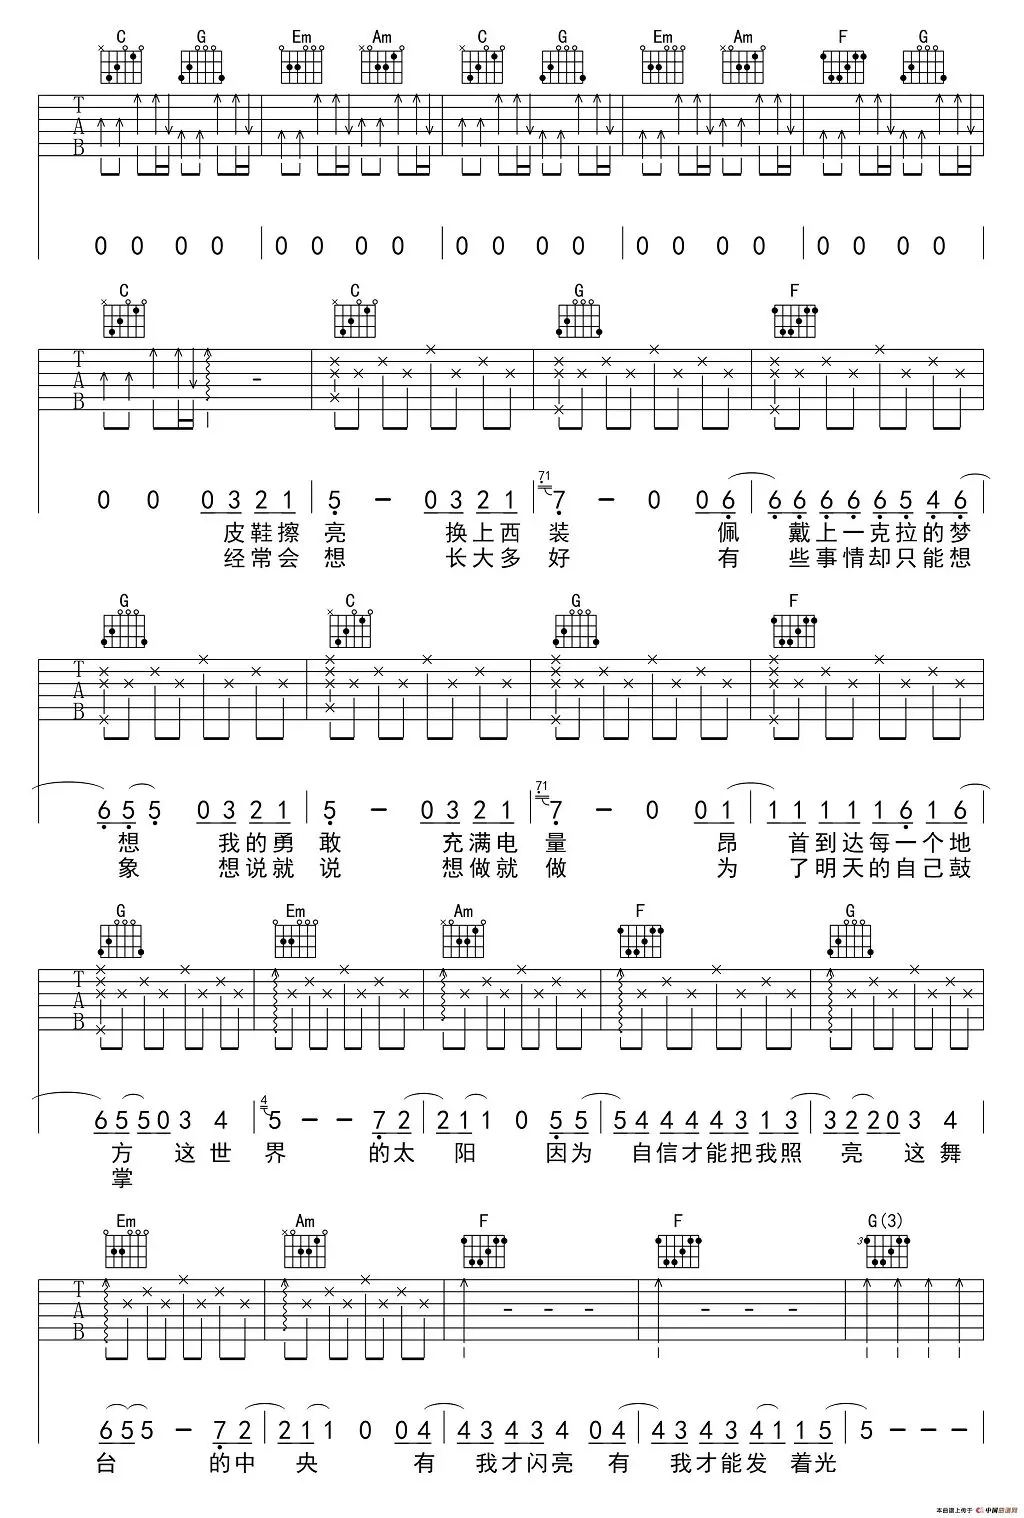 C G Em Am C G Em Am F G
T A B
0 0 0 0 0 0 0 0 0 0 0 0 0 0 0 0 0 0 0 0
C C G F
T A B
0 0 0 3 2 1 5 - 0 3 2 1 71 7 - 0 0 6 6 6 6 6 6 5 4 6
皮鞋擦 亮 换上西 装 佩 戴上一克拉的梦
经常会 想 长大多 好 有 些事情却只能想
G C G F
T A B
6 5 5 0 3 2 1 5 - 0 3 2 1 71 7 - 0 0 1 1 1 1 1 1 6 1 6
想 我的勇 敢 充满电 量 昂 首到达每一个地
象 想说就 说 想做就 做 为 了明天的自己鼓
G Em Am F G
T A B
6 5 5 0 3 4 4 5 - - 7 2 2 1 1 0 5 5 5 4 4 4 4 3 1 3 3 2 2 0 3 4
方 这 世 界 的太 阳 因为 自信才能把我照 亮 这 舞
掌
Em Am F F G(3)
T A B
6 5 5 - 7 2 2 1 1 0 0 4 4 3 4 3 4 0 4 4 3 4 3 4 1 1 5 5 - - -
台 的中 央 有 我才闪亮 有 我才能发 着光
本曲谱上传于 中国曲谱网